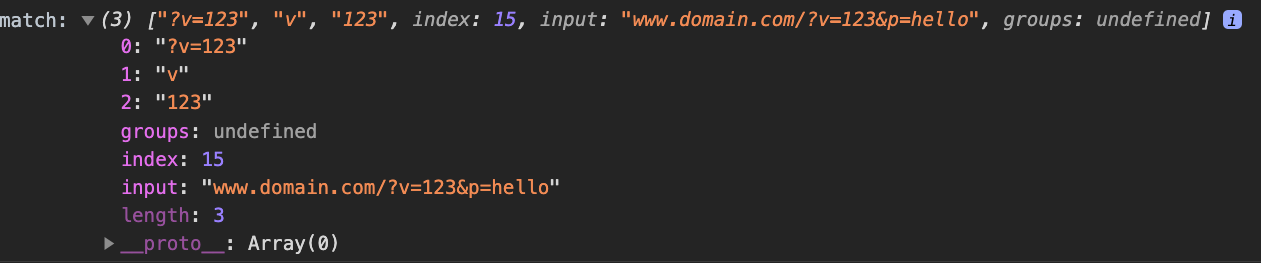 match: ▼(3) ["?v=123", "v", "123", index: 15, input: "www.domain.com/?v=123&p=hello", groups: undefined] i
0: "?v=123"
1: "v"
2: "123"
groups: undefined
index: 15
input: "www.domain.com/?v=123&p=hello"
length: 3
▶__proto__: Array(0)